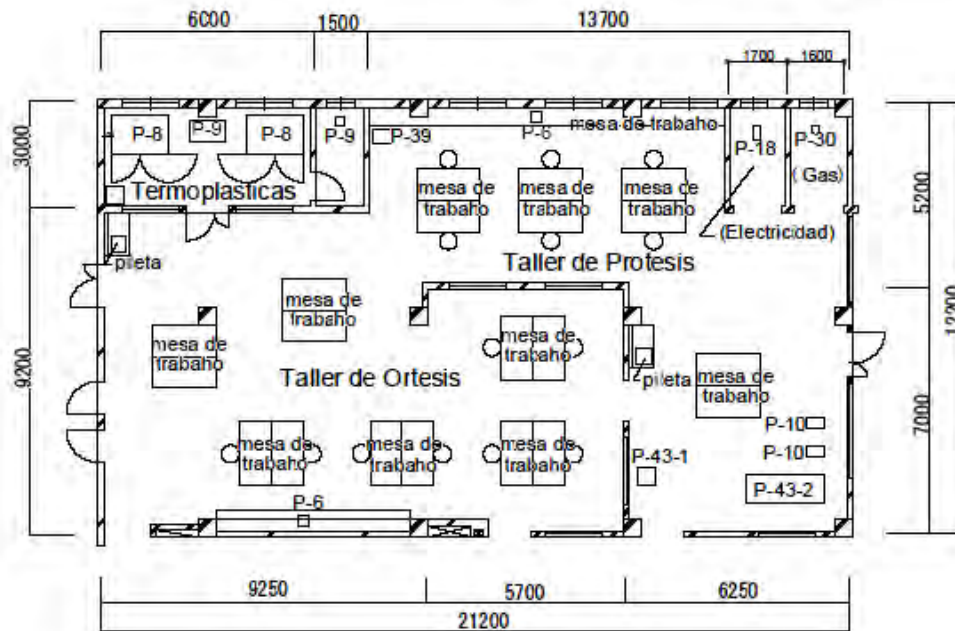 6000 1500 13700
1700 1600
3000
9200
5200
7000
12200
P-8 P-9 P-8 P-9 P-39 P-6 mesa de trabaho P-18 P-30
(Gas)
Termoplasticas
mesa de
trabaho
mesa de
trabaho
mesa de
trabaho
(Electricidad)
pileta
Taller de Protesis
mesa de
trabaho
mesa de
trabaho
mesa de
trabaho
pileta
mesa de
trabaho
Taller de Ortesis
mesa de
trabaho
mesa de
trabaho
mesa de
trabaho
P-10
P-10
P-43-1
P-43-2
P-6
9250 5700 6250
21200